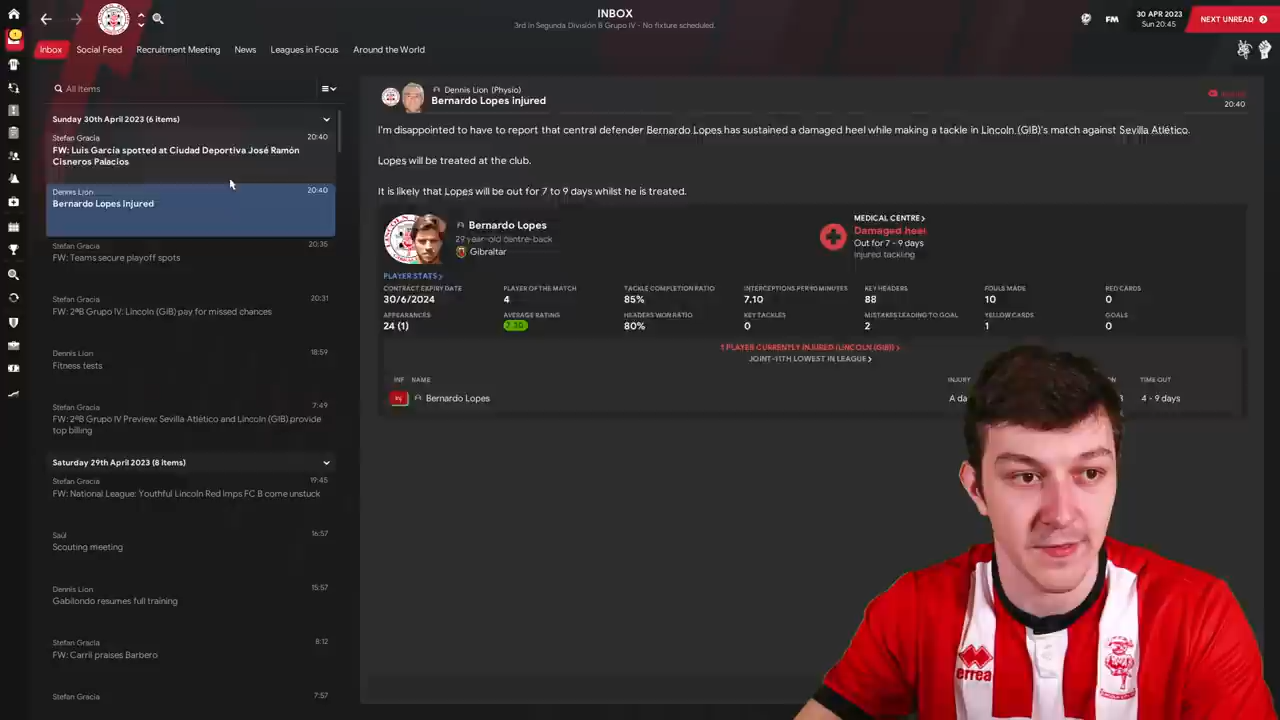 INBOX
3rd in Segunda División B Grupo IV - No fixture scheduled.
FM
30 APR 2023
Sun 20:45
NEXT UNREAD
Inbox
Social Feed
Recruitment Meeting
News
Leagues in Focus
Around the World
All Items
Sunday 30th April 2023 (6 items)
Stefan Gracia
20:40
FW: Luis García spotted at Ciudad Deportiva José Ramón
Cisneros Palacios
Dennis Lion
20:40
Bernardo Lopes Injured
Stefan Gracia
20:35
FW: Teams secure playoff spots
Stefan Gracia
20:31
FW: 2ªB Grupo IV: Lincoln (GIB) pay for missed chances
Dennis Lion
18:59
Fitness tests
Stefan Gracia
7:49
FW: 2ªB Grupo IV Preview: Sevilla Atlético and Lincoln (GIB) provide
top billing
Saturday 29th April 2023 (8 items)
Stefan Gracia
19:45
FW: National League: Youthful Lincoln Red Imps FC B come unstuck
Saúl
16:57
Scouting meeting
Dennis Lion
15:57
Gabilondo resumes full training
Stefan Gracia
8:12
FW: Carril praises Barbero
Stefan Gracia
7:57
Dennis Lion (Physio)
Bernardo Lopes injured
20:40
I'm disappointed to have to report that central defender Bernardo Lopes has sustained a damaged heel while making a tackle in Lincoln (GIB)'s match against Sevilla Atlético.
Lopes will be treated at the club.
It is likely that Lopes will be out for 7 to 9 days whilst he is treated.
Bernardo Lopes
29 year-old centre-back
Gibraltar
MEDICAL CENTRE >
Damaged heel
Out for 7 - 9 days
Injured tackling
PLAYER STATS >
CONTRACT EXPIRY DATE
PLAYER OF THE MATCH
TACKLE COMPLETION RATIO
INTERCEPTIONS PER 90 MINUTES
KEY HEADERS
FOULS MADE
RED CARDS
30/6/2024
4
85%
7.10
88
10
0
APPEARANCES
AVERAGE RATING
HEADERS WON RATIO
KEY TACKLES
MISTAKES LEADING TO GOAL
YELLOW CARDS
GOALS
24 (1)
7.30
80%
0
2
1
0
1 PLAYER CURRENTLY INJURED (LINCOLN (GIB)) >
JOINT-11TH LOWEST IN LEAGUE >
INF
NAME
INJURY
TIME OUT
Inj
Bernardo Lopes
A da
4 - 9 days
errea